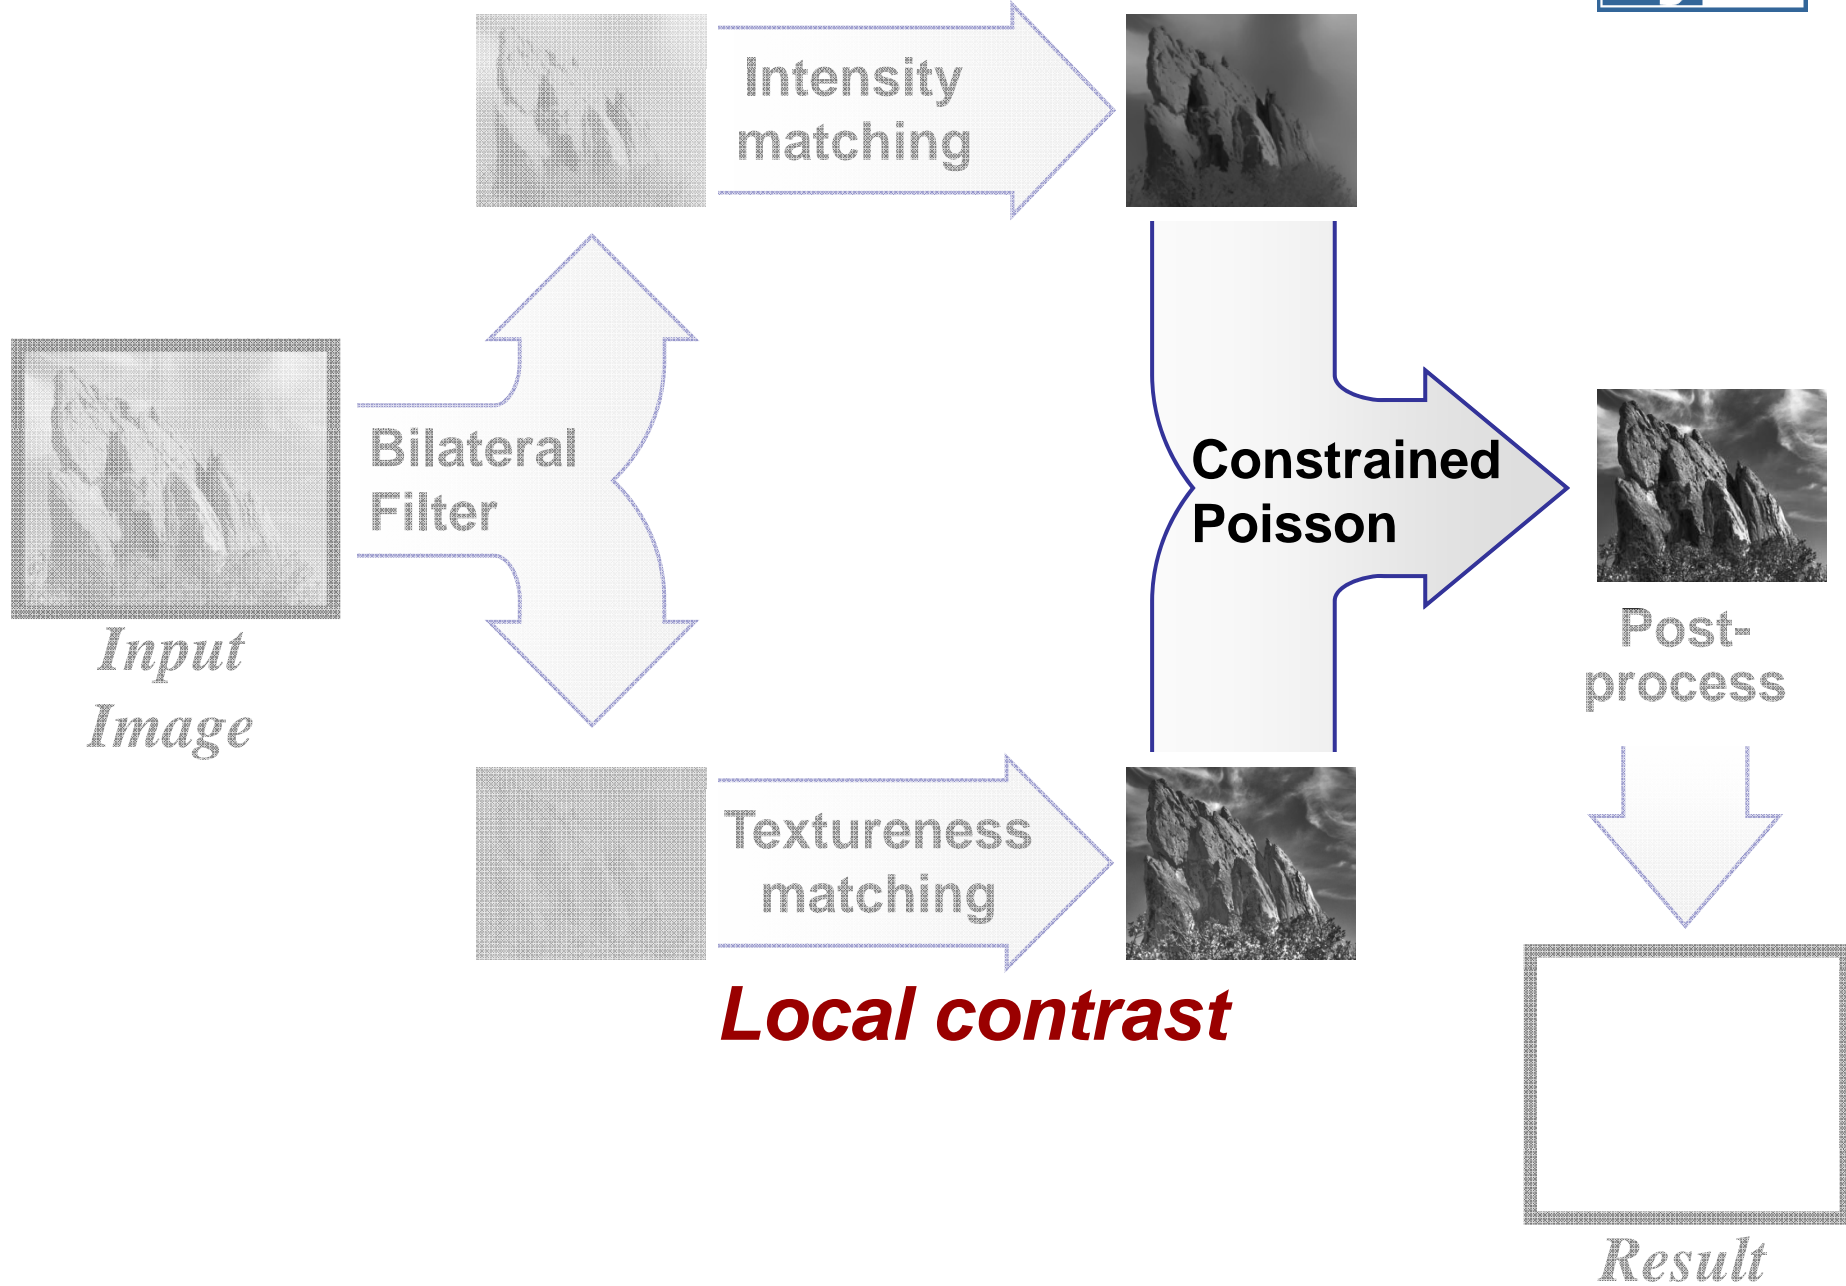 Intensity
matching
Bilateral
Filter
Constrained
Poisson
Input
Image
Post-
process
Textureness
matching
Local contrast
Result